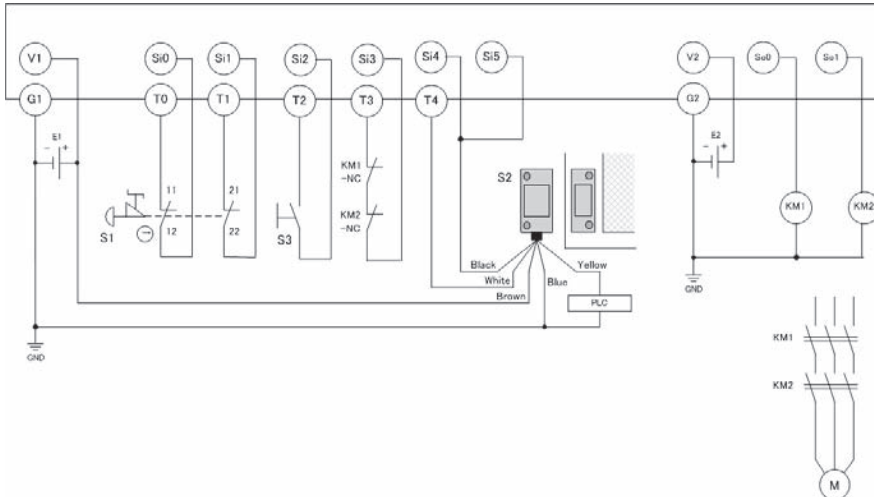 V1 Si0 Si1 Si2 Si3 Si4 Si5 V2 So0 So1
G1 T0 T1 T2 T3 T4 G2
- E1 +
- E2 +
KM1
-NC
KM2
-NC
11 21
12 22
S1
S3
S2
KM1 KM2
Black Yellow
White Blue
Brown
PLC
GND
GND
KM1
KM2
M